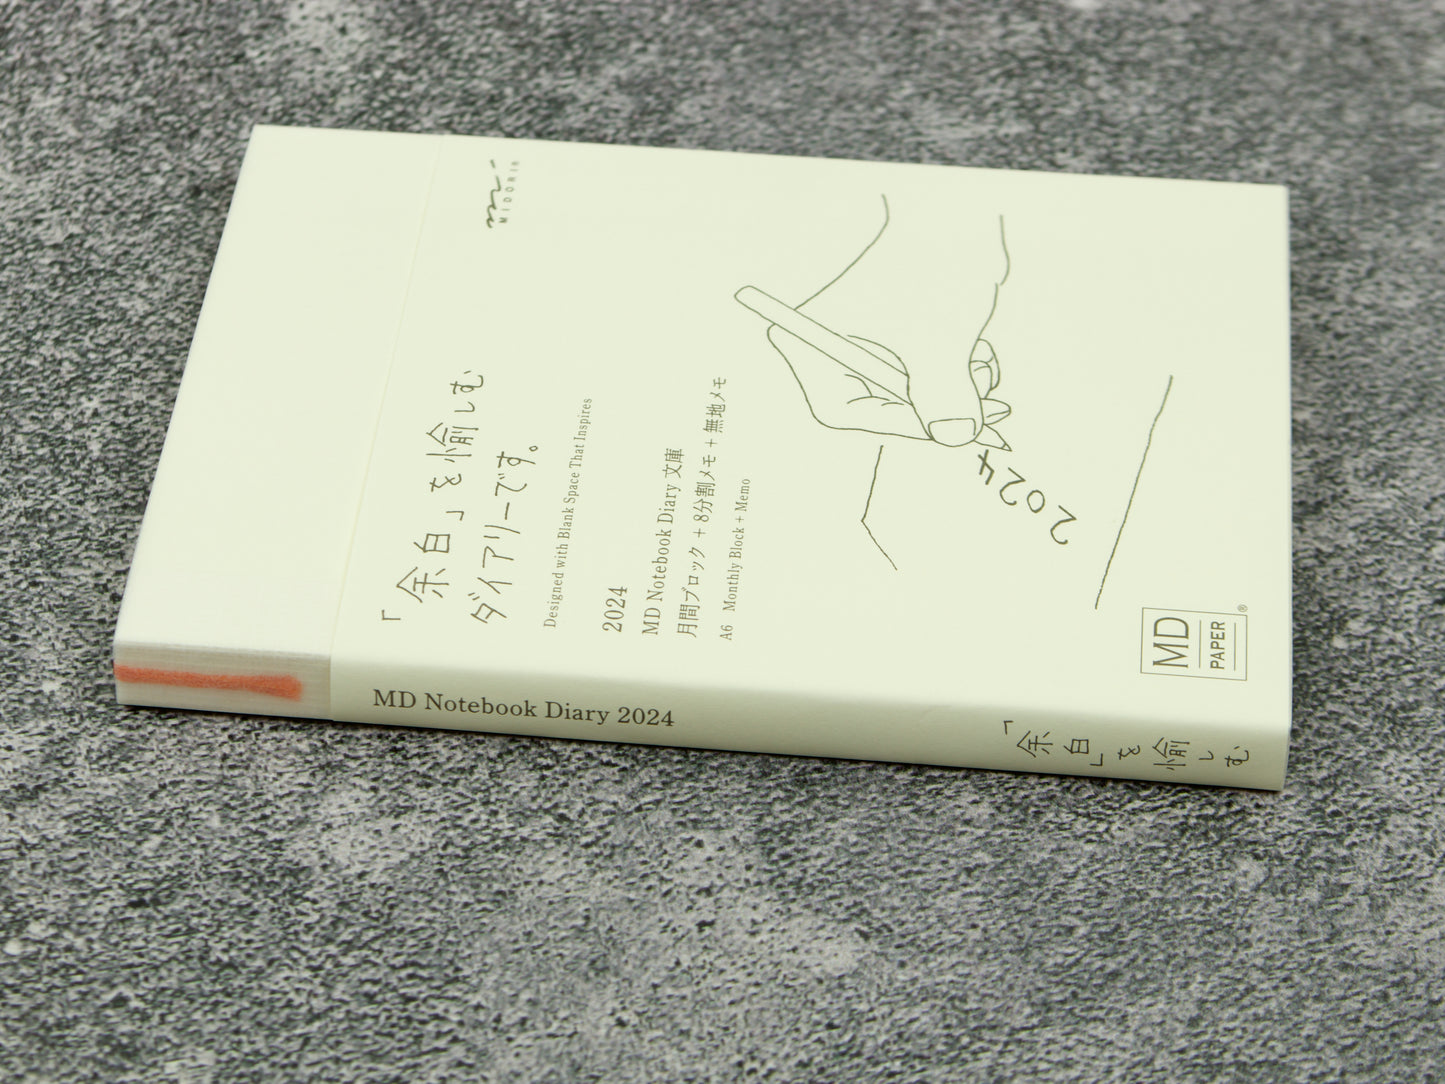 MIDORI
「余白」を愉しむ
ダイアリーです。
Designed with Blank Space That Inspires
2024
MD Notebook Diary 文庫
月間ブロック + 8分割メモ + 無地メモ
A6 Monthly Block + Memo
2024
MD
PAPER
®
MD Notebook Diary 2024
「余白」を愉しむ